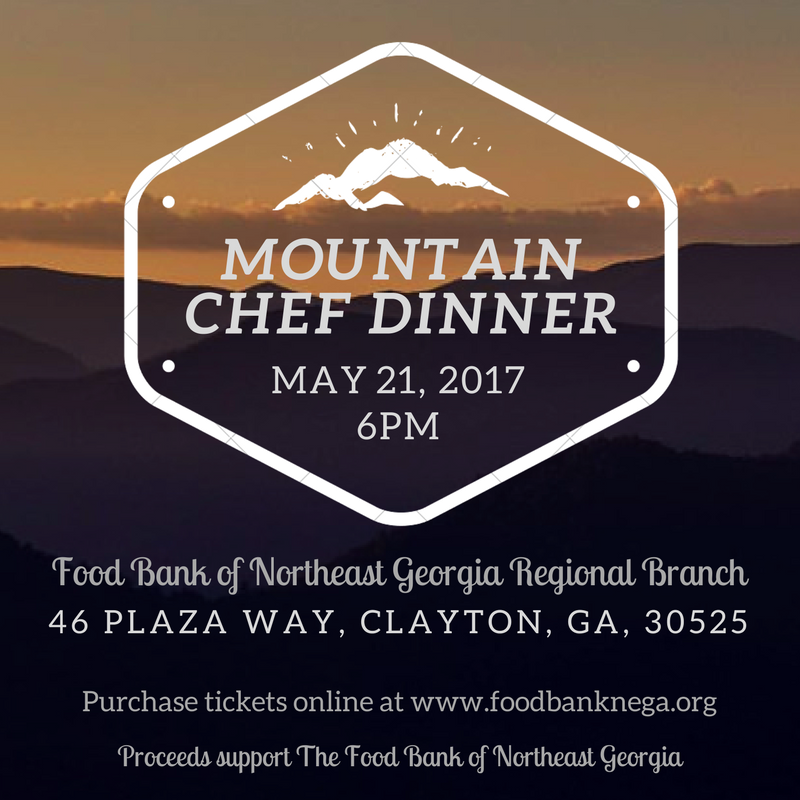 MOUNTAIN
CHEF DINNER
MAY 21, 2017
6PM
Food Bank of Northeast Georgia Regional Branch
46 PLAZA WAY, CLAYTON, GA, 30525
Purchase tickets online at www.foodbanknega.org
Proceeds support The Food Bank of Northeast Georgia